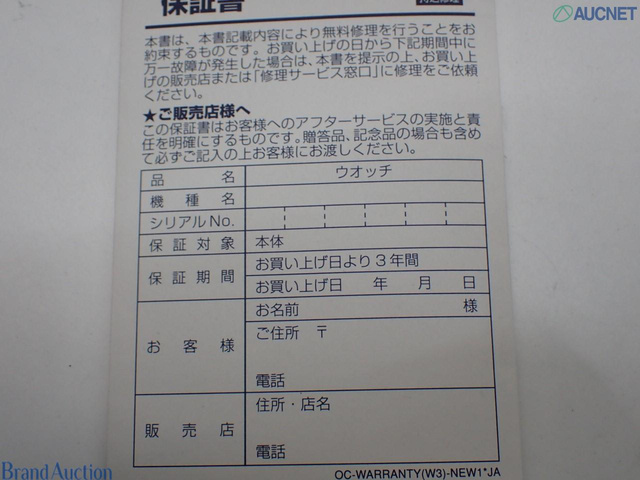 保証書
持込修理
AUCNET
本書は、本書記載内容により無料修理を行うことをお
約束するものです。お買い上げの日から下記期間中に
万一故障が発生した場合は、本書を提示の上、お買い上
げの販売店または「修理サービス窓口」に修理をご依頼
ください。
★ご販売店様へ
この保証書はお客様へのアフターサービスの実施と責
任を明確にするものです。贈答品、記念品の場合も含め
て必ずご記入の上お客様にお渡しください。
品名 ウオッチ
機種名
シリアルNo.
保証対象 本体
保証期間 お買い上げ日より3年間
お買い上げ日 年 月 日
お客様 お名前 様
ご住所 〒
電話
販売店 住所・店名
電話
OC-WARRANTY(W3)-NEW1*JA
Brand Auction